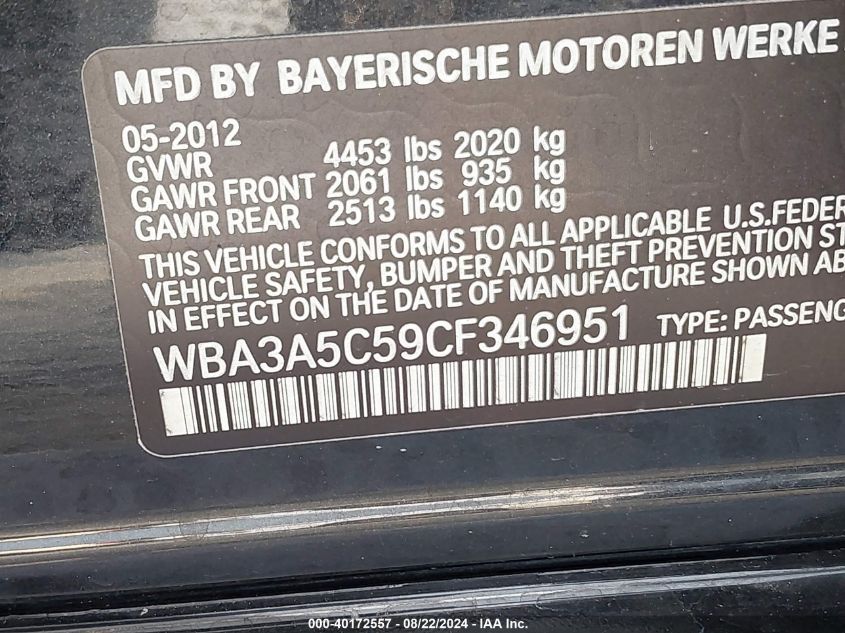 MFD BY BAYERISCHE MOTOREN WERKE
05-2012
GVWR 4453 lbs 2020 kg
GAWR FRONT 2061 lbs 935 kg
GAWR REAR 2513 lbs 1140 kg
THIS VEHICLE CONFORMS TO ALL APPLICABLE U.S.FEDER
VEHICLE SAFETY, BUMPER AND THEFT PREVENTION ST
IN EFFECT ON THE DATE OF MANUFACTURE SHOWN AB
WBA3A5C59CF346951 TYPE: PASSENG
000-40172557 - 08/22/2024 - IAA Inc.